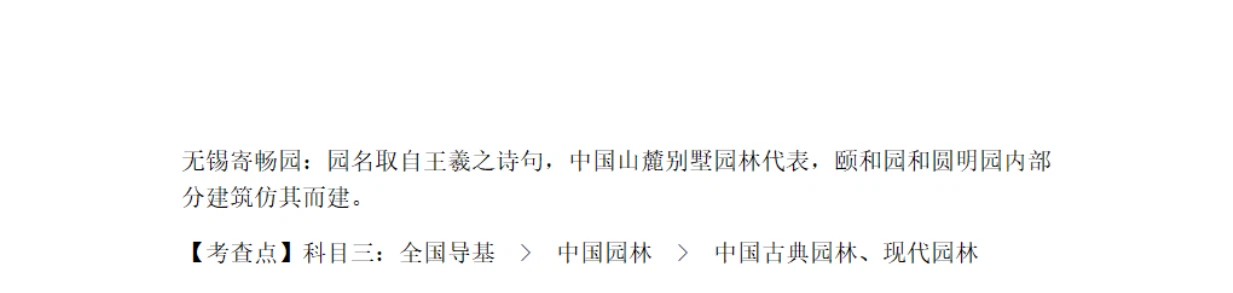 无锡寄畅园：园名取自王羲之诗句，中国山麓别墅园林代表，颐和园和圆明园内部
分建筑仿其而建。
【考查点】科目三：全国导基 > 中国园林 > 中国古典园林、现代园林